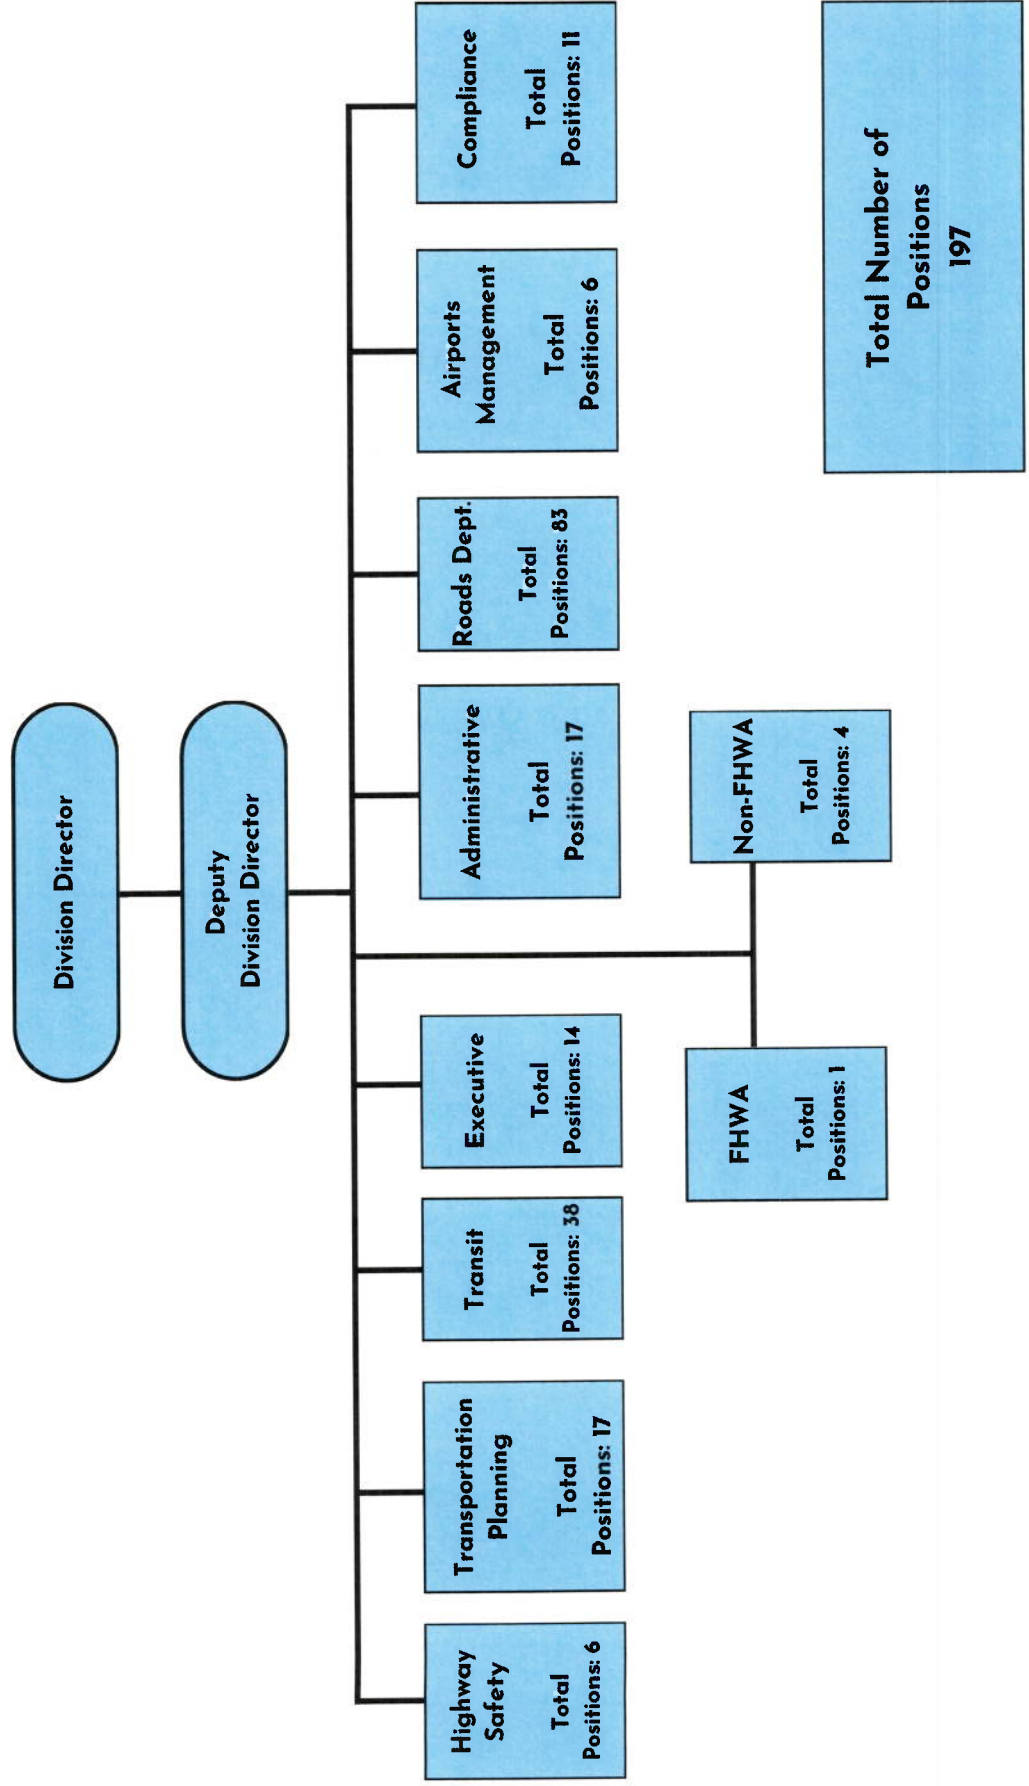 Division Director
Deputy
Division Director
Highway
Safety
Total
Positions: 6
Transportation
Planning
Total
Positions: 17
Transit
Total
Positions: 38
Executive
Total
Positions: 14
Administrative
Total
Positions: 17
Roads Dept.
Total
Positions: 83
Airports
Management
Total
Positions: 6
Compliance
Total
Positions: 11
FHWA
Total
Positions: 1
Non-FHWA
Total
Positions: 4
Total Number of
Positions
197